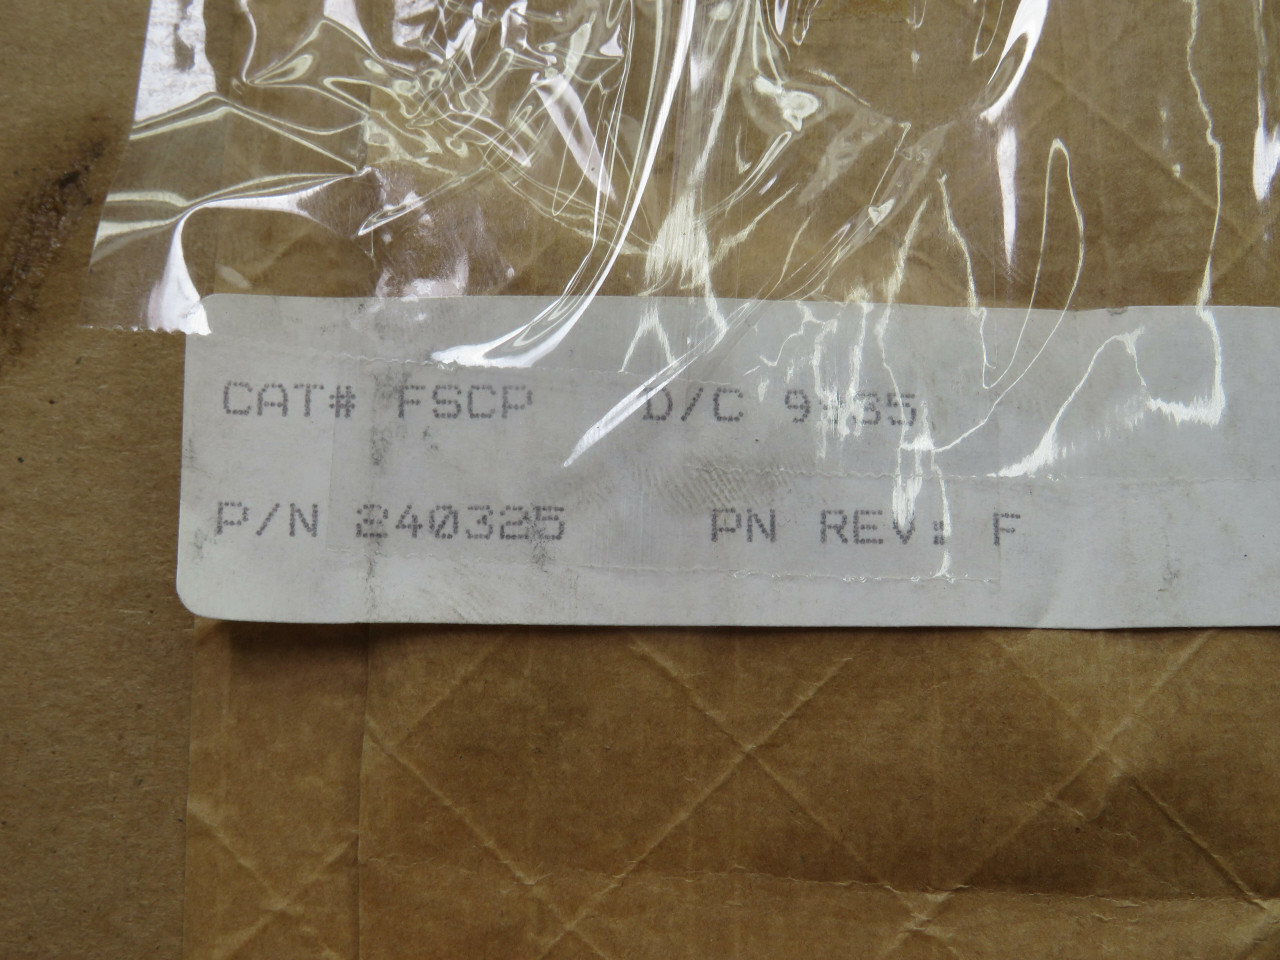 CAT# FSCP D/C
P/N 240325 PN REV: F